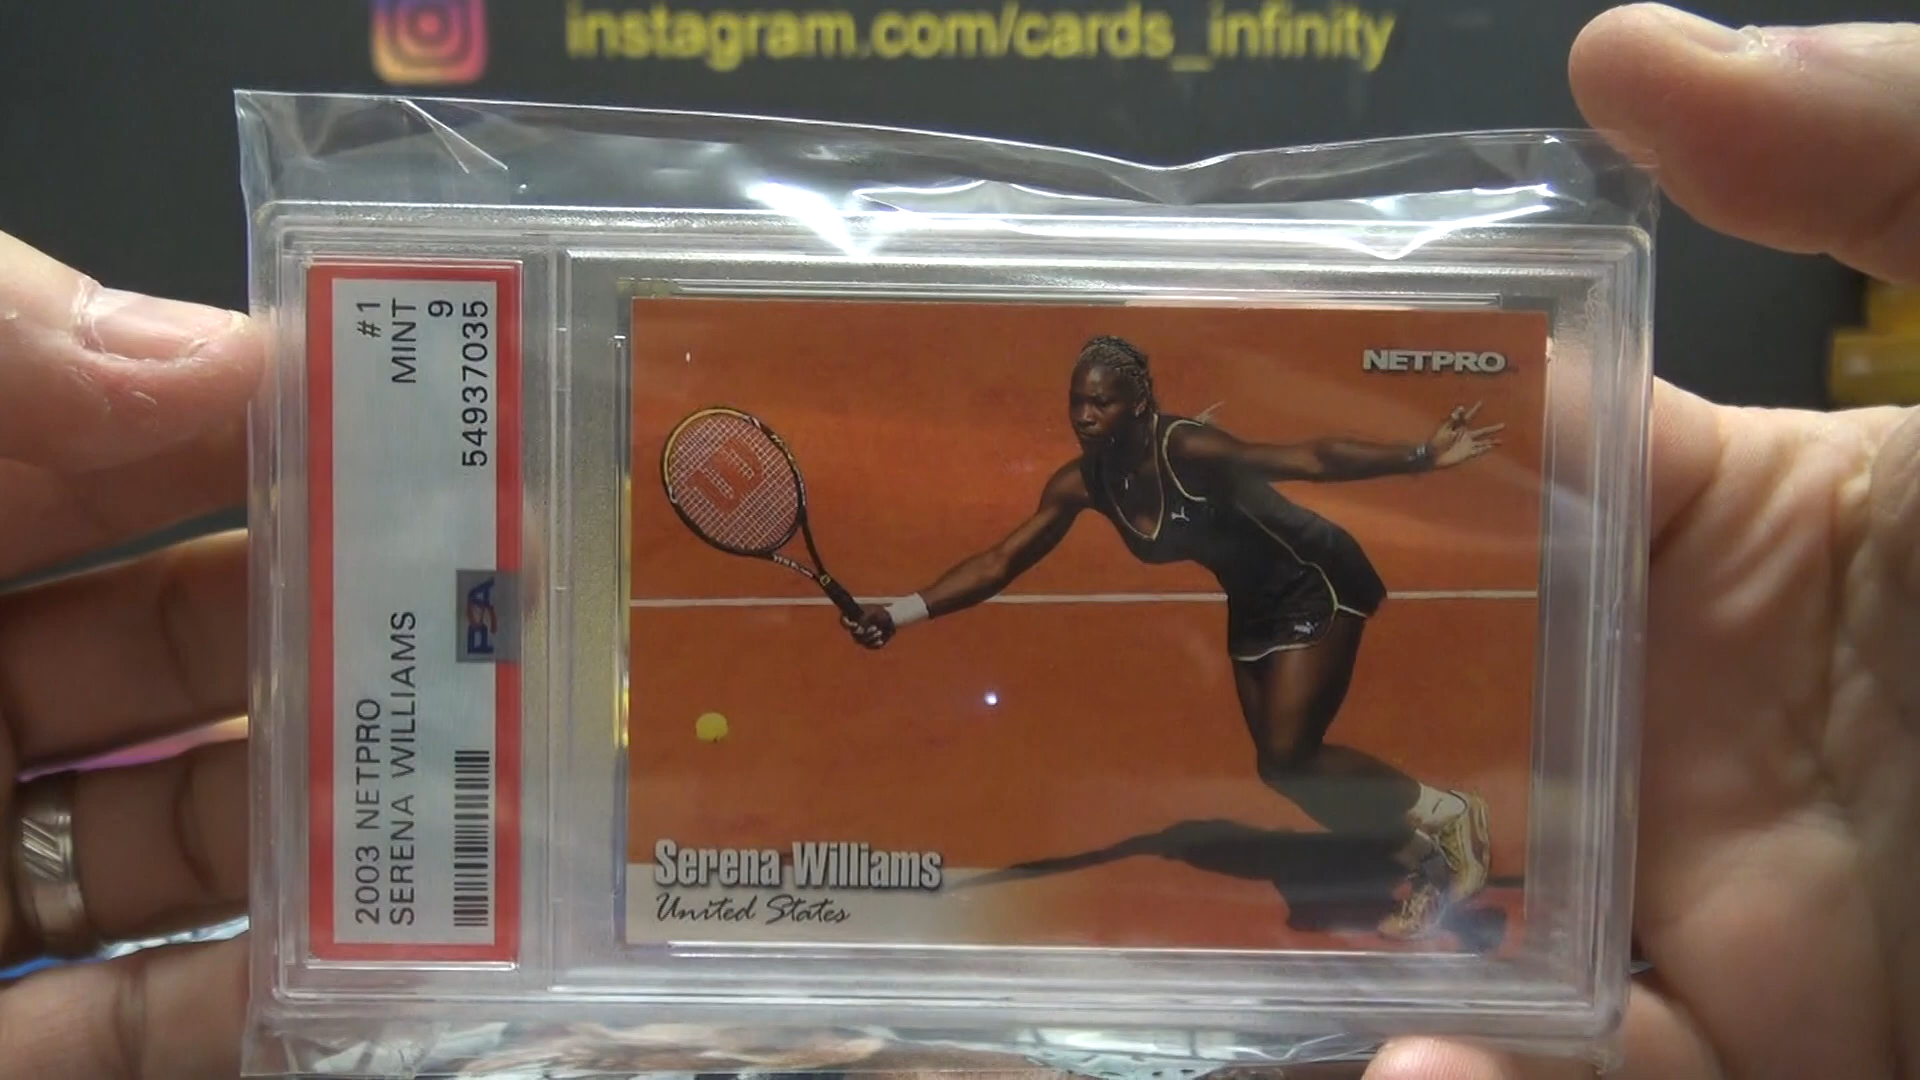 instagram.com/cards_infinity
2003 NETPRO #1
SERENA WILLIAMS MINT
9
PSA 54937035
NETPRO
W
Serena Williams
United States